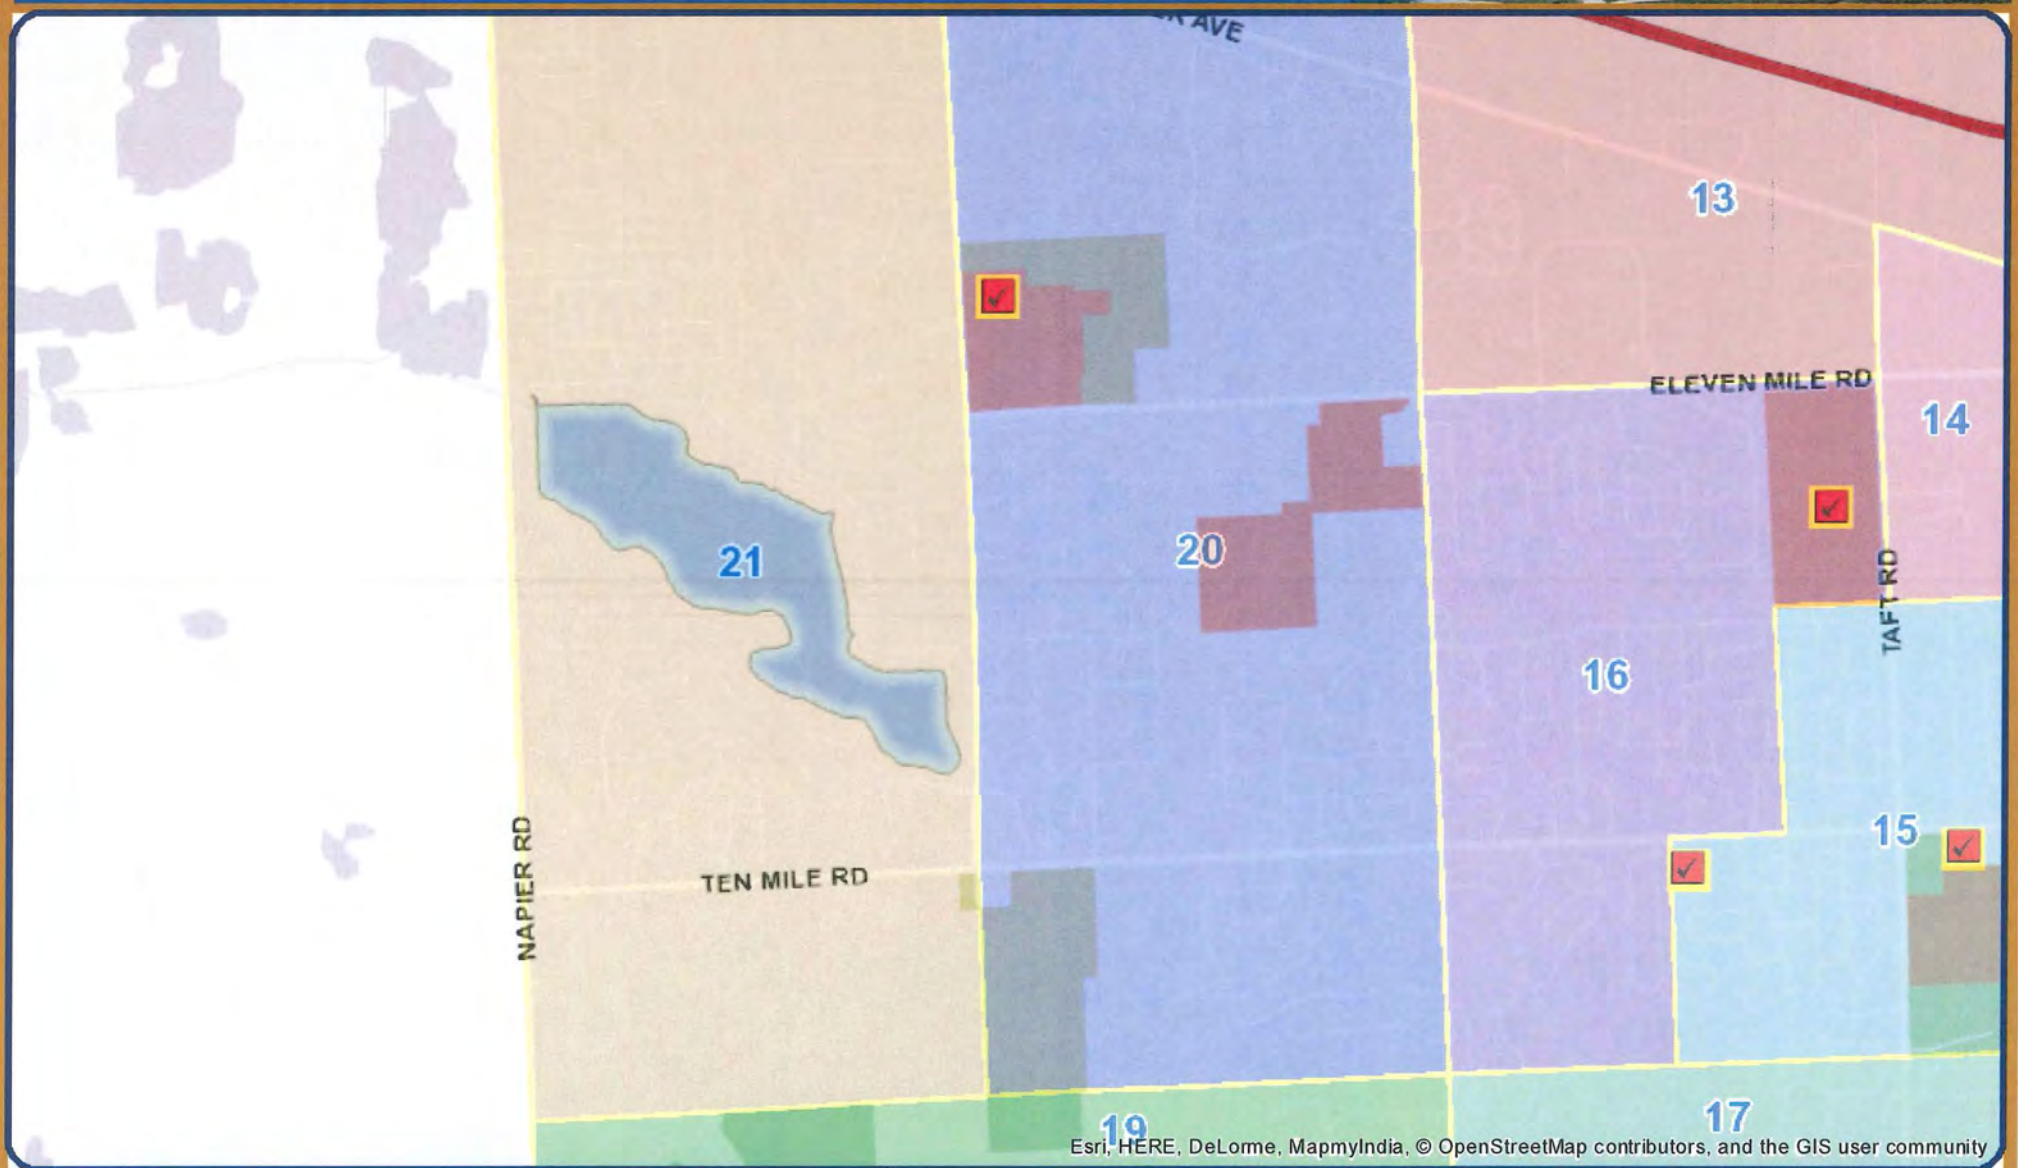 AVE
13
ELEVEN MILE RD
14
21
20
TAFT RD
16
15
NAPIER RD
TEN MILE RD
19
17
Esri, HERE, DeLorme, MapmyIndia, © OpenStreetMap contributors, and the GIS user community